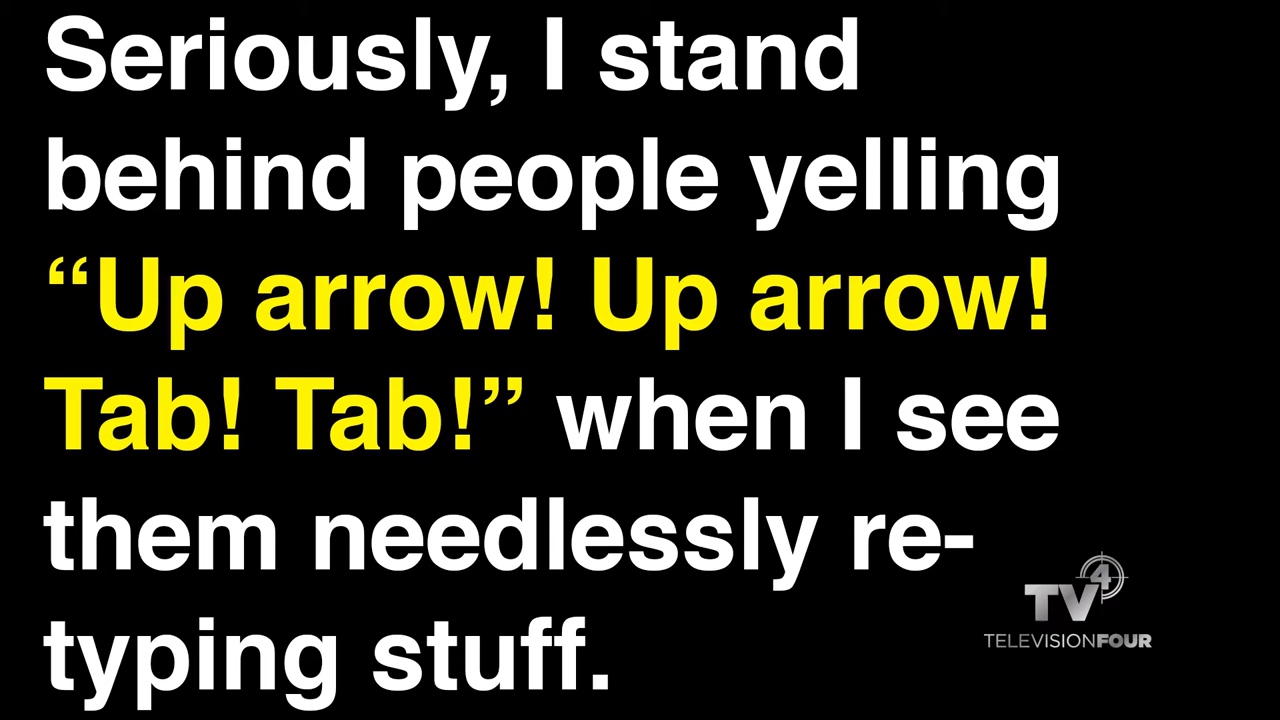 Seriously, I stand
behind people yelling
“Up arrow! Up arrow!
Tab! Tab!” when I see
them needlessly re-
typing stuff.
TV4
TELEVISIONFOUR